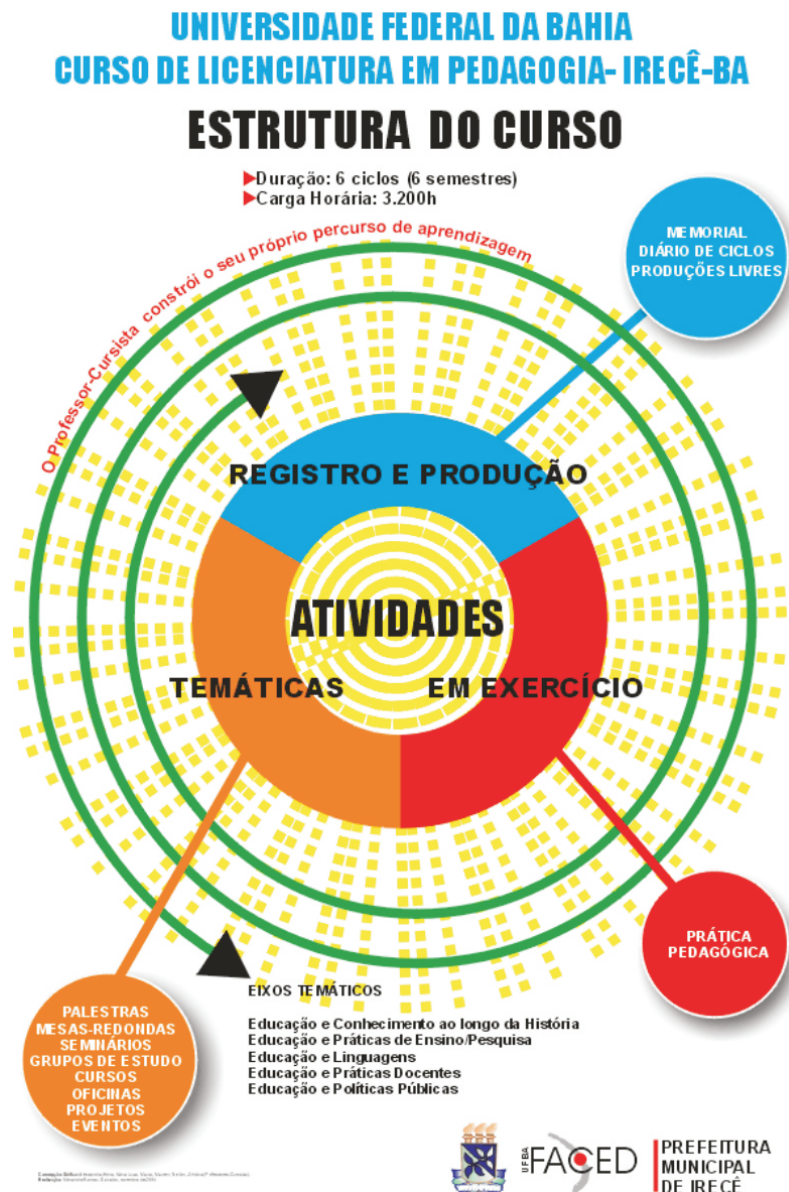 UNIVERSIDADE FEDERAL DA BAHIA
CURSO DE LICENCIATURA EM PEDAGOGIA- IRECÊ-BA
ESTRUTURA DO CURSO
Duração: 6 ciclos (6 semestres)
Carga Horária: 3.200h
O Professor-Cursista constrói o seu próprio percurso de aprendizagem
MEMORIAL
DIÁRIO DE CICLOS
PRODUÇÕES LIVRES
REGISTRO E PRODUÇÃO
ATIVIDADES
TEMÁTICAS
EM EXERCÍCIO
PRÁTICA
PEDAGÓGICA
PALESTRAS
MESAS-REDONDAS
SEMINÁRIOS
GRUPOS DE ESTUDO
CURSOS
OFICINAS
PROJETOS
EVENTOS
EIXOS TEMÁTICOS
Educação e Conhecimento ao longo da História
Educação e Práticas de Ensino/Pesquisa
Educação e Linguagens
Educação e Práticas Docentes
Educação e Políticas Públicas
UFBA
FACED
PREFEITURA
MUNICIPAL
DE IRECÊ